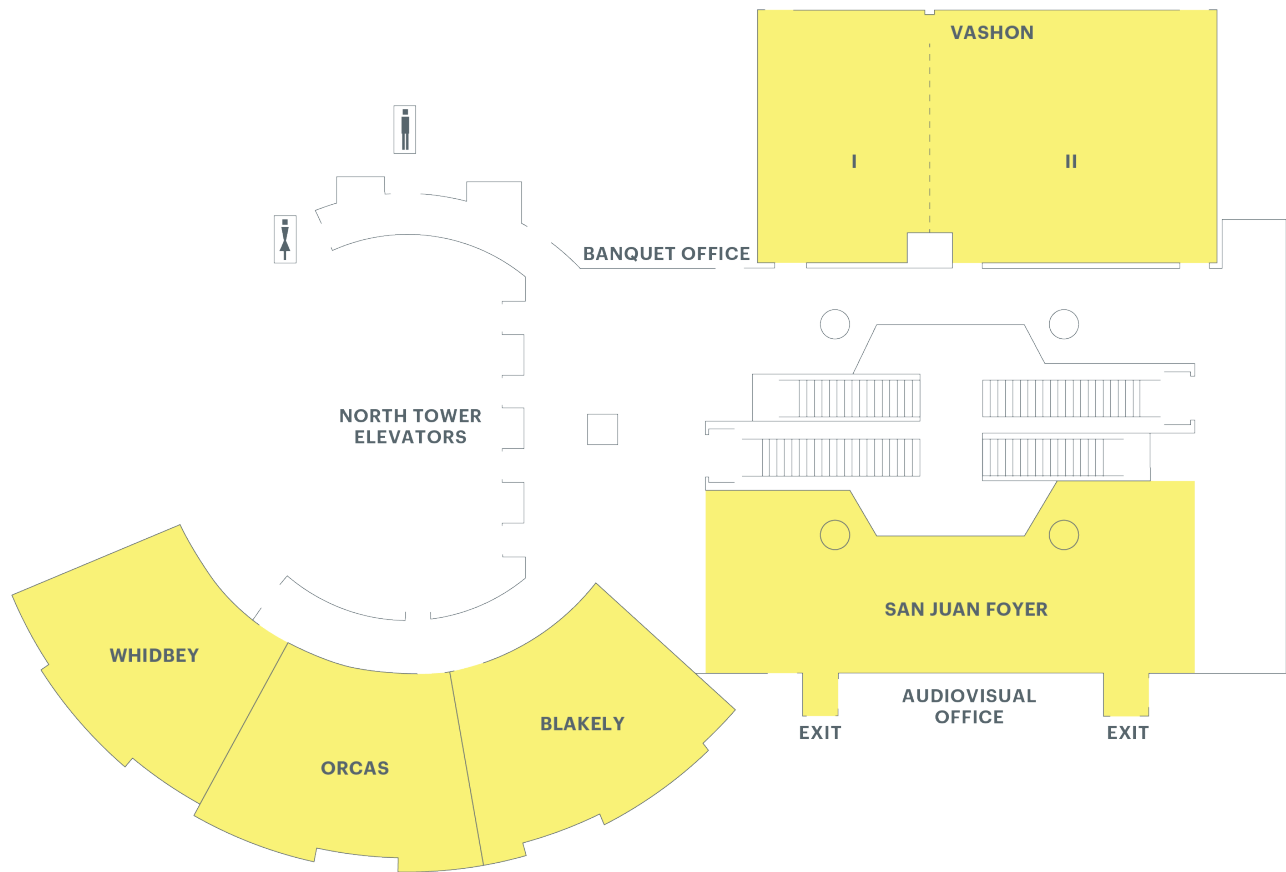 VASHON
I
II
BANQUET OFFICE
NORTH TOWER
ELEVATORS
SAN JUAN FOYER
WHIDBEY
AUDIOVISUAL
OFFICE
BLAKELY
EXIT
EXIT
ORCAS